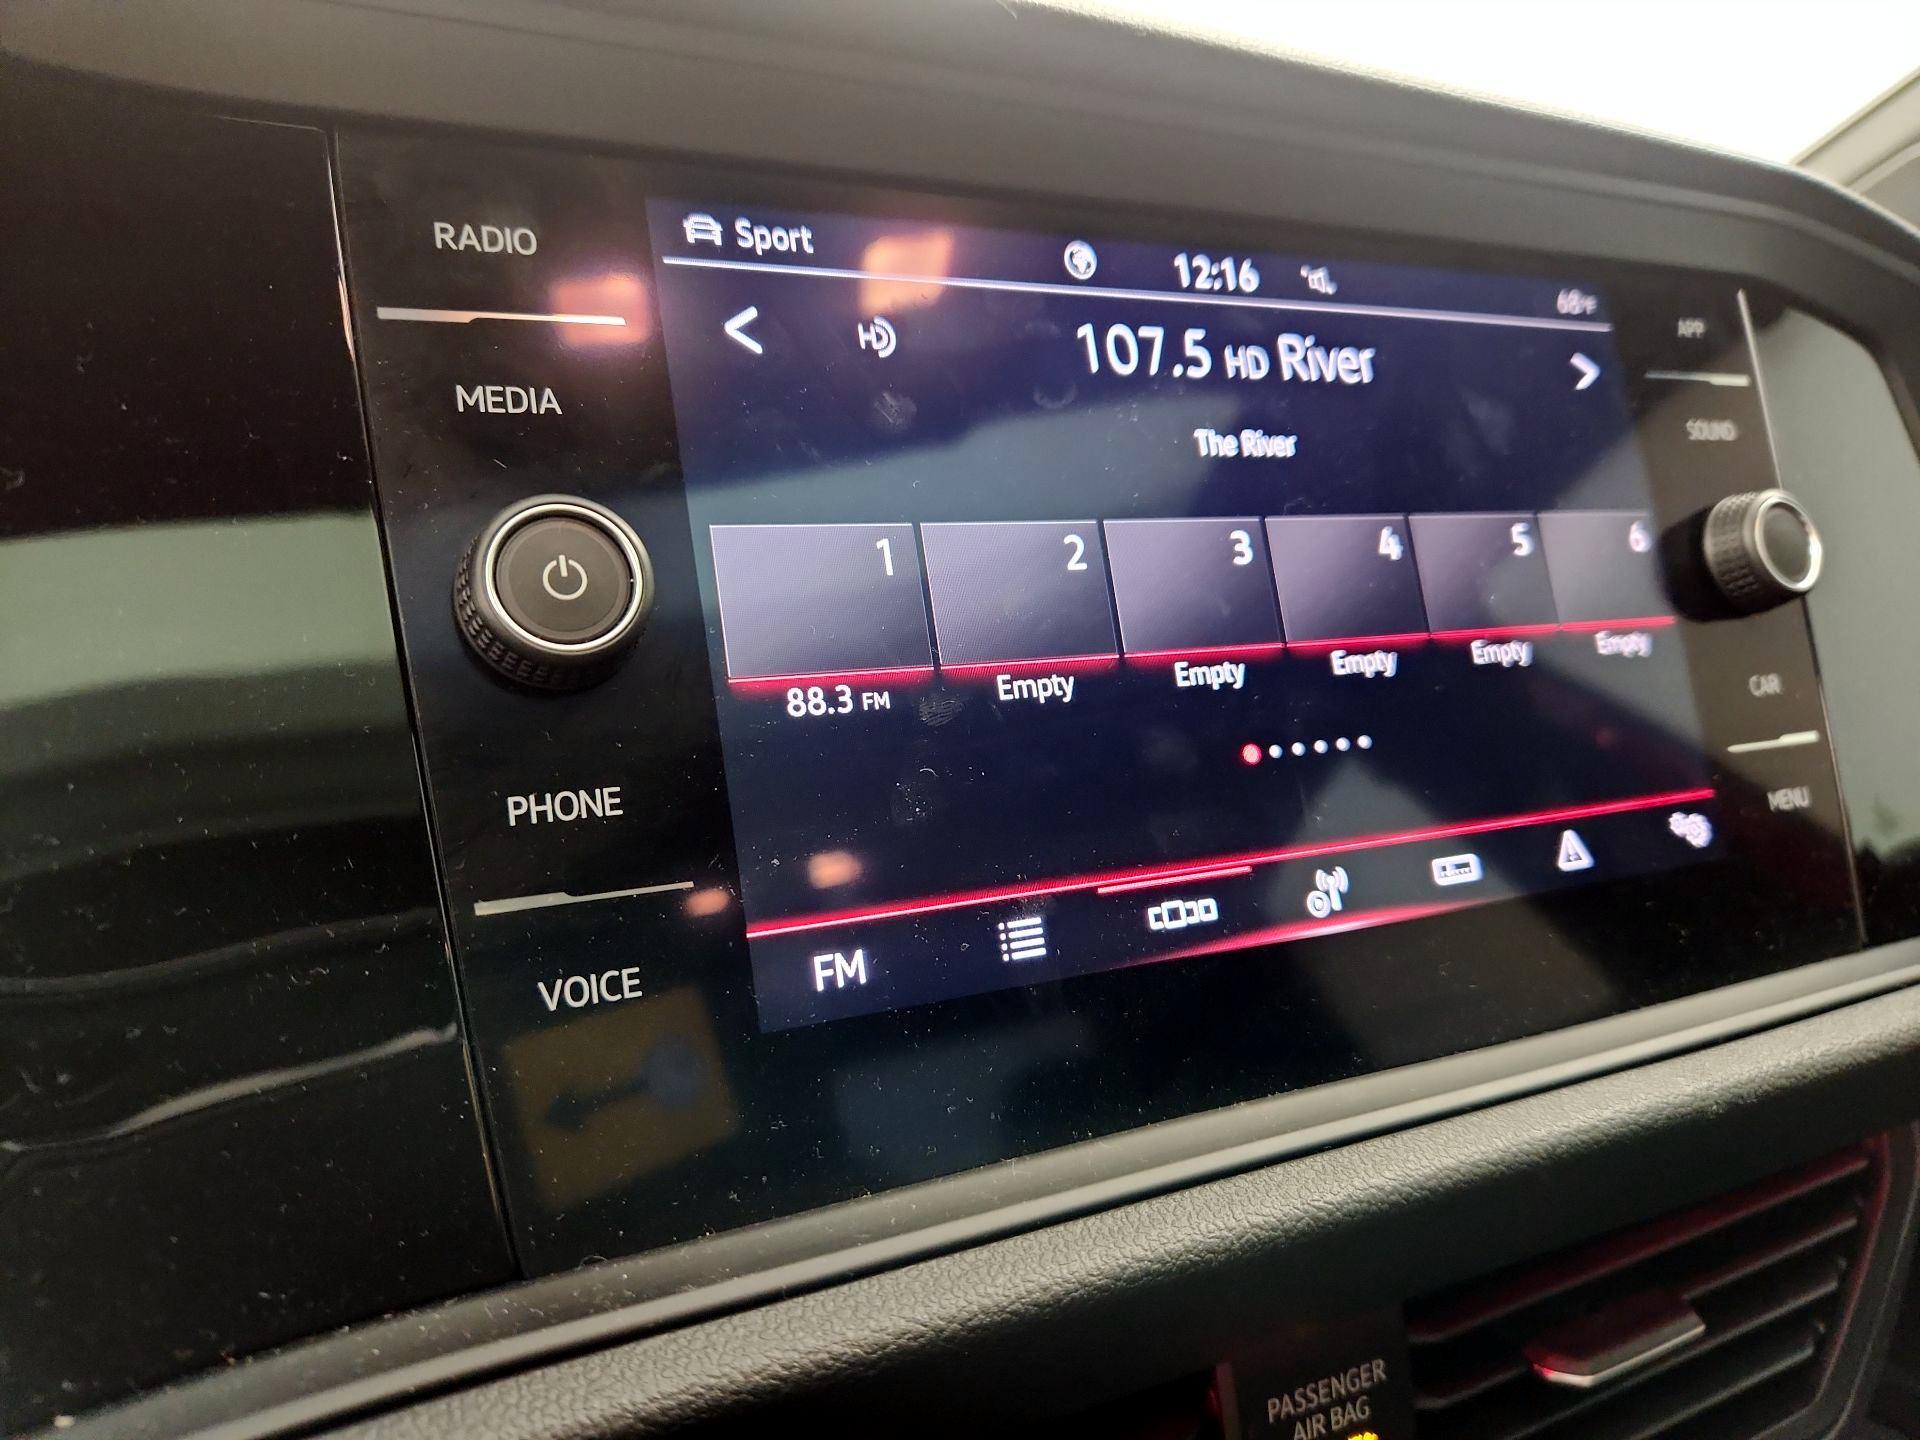 RADIO
MEDIA
PHONE
VOICE
Sport
12:16
68°F
HD
107.5 HD River
The River
1
2
3
4
5
6
88.3 FM
Empty
Empty
Empty
Empty
Empty
FM
APP
SOUND
CAR
MENU
PASSENGER
AIR BAG